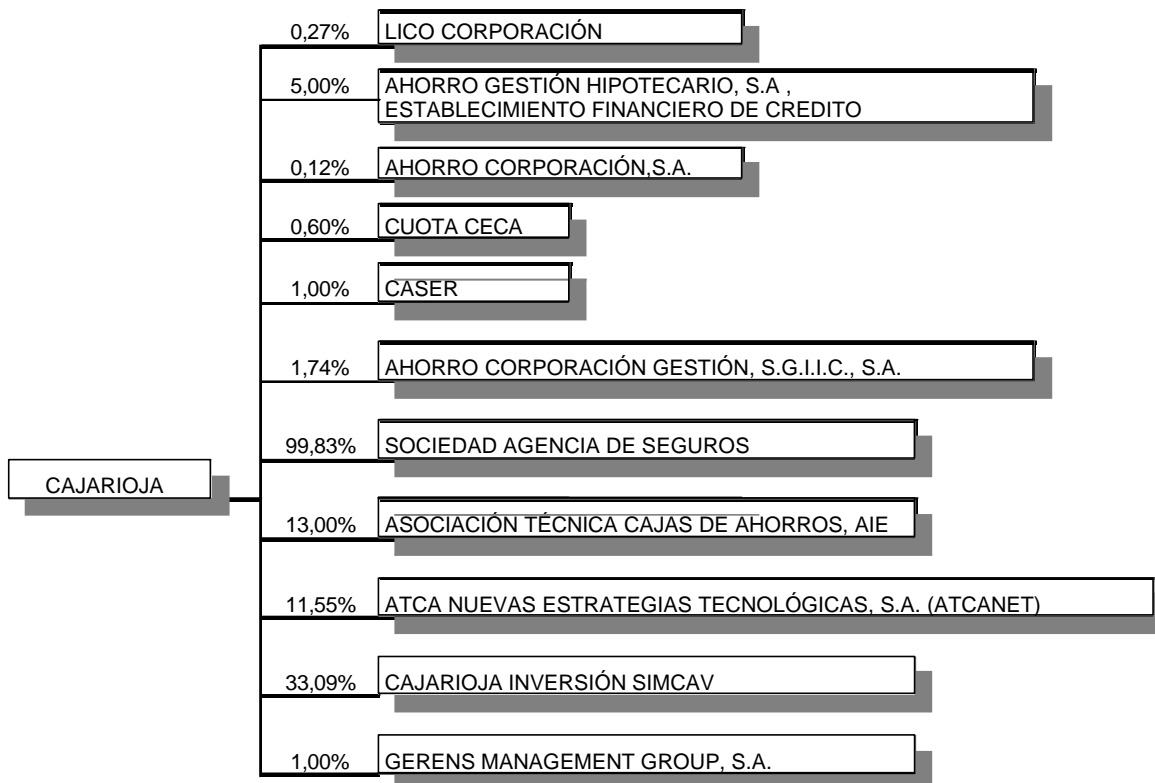 0,27% LICO CORPORACIÓN
5,00% AHORRO GESTIÓN HIPOTECARIO, S.A ,
ESTABLECIMIENTO FINANCIERO DE CREDITO
0,12% AHORRO CORPORACIÓN,S.A.
0,60% CUOTA CECA
1,00% CASER
1,74% AHORRO CORPORACIÓN GESTIÓN, S.G.I.I.C., S.A.
99,83% SOCIEDAD AGENCIA DE SEGUROS
CAJARIOJA
13,00% ASOCIACIÓN TÉCNICA CAJAS DE AHORROS, AIE
11,55% ATCA NUEVAS ESTRATEGIAS TECNOLÓGICAS, S.A. (ATCANET)
33,09% CAJARIOJA INVERSIÓN SIMCAV
1,00% GERENS MANAGEMENT GROUP, S.A.